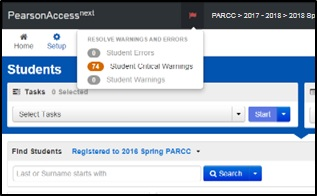 PearsonAccess next
PARCC > 2017 - 2018 > 2018 Sp
Home
Setup
RESOLVE WARNINGS AND ERRORS
0 Student Errors
74 Student Critical Warnings
0 Student Warnings
Students
Tasks 0 Selected
Select Tasks
Start
Find Students Registered to 2016 Spring PARCC
Last or Surname starts with
Search